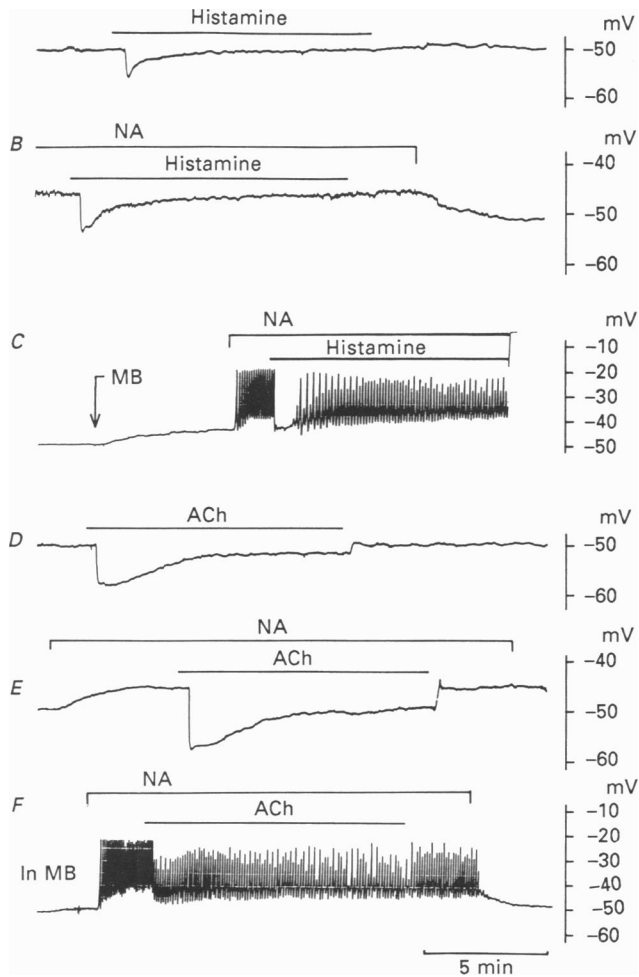 Histamine
mV
-50
-60
B
NA
Histamine
mV
-40
-50
-60
C
NA
Histamine
MB
mV
-10
-20
-30
-40
-50
D
ACh
mV
-50
-60
E
NA
ACh
mV
-40
-50
-60
F
NA
ACh
In MB
mV
-10
-20
-30
-40
-50
-60
5 min